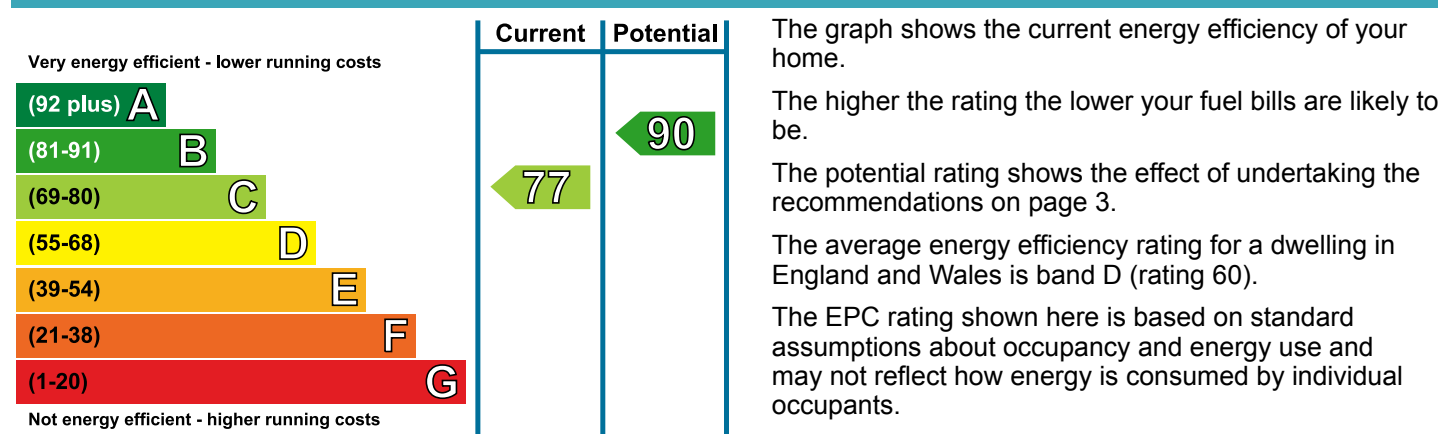 Current Potential
Very energy efficient - lower running costs
(92 plus) A
(81-91) B
(69-80) C
(55-68) D
(39-54) E
(21-38) F
(1-20) G
Not energy efficient - higher running costs
77
90
The graph shows the current energy efficiency of your
home.
The higher the rating the lower your fuel bills are likely to
be.
The potential rating shows the effect of undertaking the
recommendations on page 3.
The average energy efficiency rating for a dwelling in
England and Wales is band D (rating 60).
The EPC rating shown here is based on standard
assumptions about occupancy and energy use and
may not reflect how energy is consumed by individual
occupants.